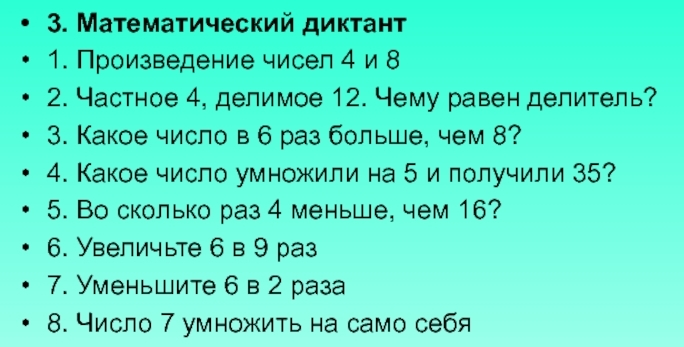 • 3. Математический диктант
• 1. Произведение чисел 4 и 8
• 2. Частное 4, делимое 12. Чему равен делитель?
• 3. Какое число в 6 раз больше, чем 8?
• 4. Какое число умножили на 5 и получили 35?
• 5. Во сколько раз 4 меньше, чем 16?
• 6. Увеличьте 6 в 9 раз
• 7. Уменьшите 6 в 2 раза
• 8. Число 7 умножить на само себя